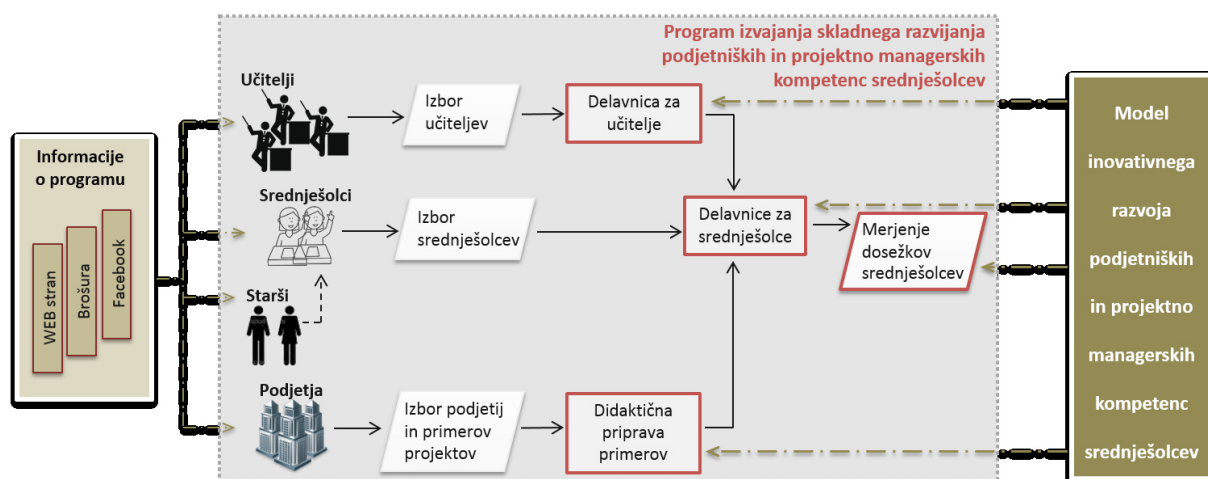 Program izvajanja skladnega razvijanja
podjetniških in projektno managerskih
kompetenc srednješolcev
Informacije
o programu
WEB stran
Brošura
Facebook
Učitelji
Izbor
učiteljev
Delavnica za
učitelje
Srednješolci
Izbor
srednješolcev
Delavnice za
srednješolce
Merjenje
dosežkov
srednješolcev
Starši
Podjetja
Izbor podjetij
in primerov
projektov
Didaktična
priprava
primerov
Model
inovativnega
razvoja
podjetniških
in projektno
managerskih
kompetenc
srednješolcev